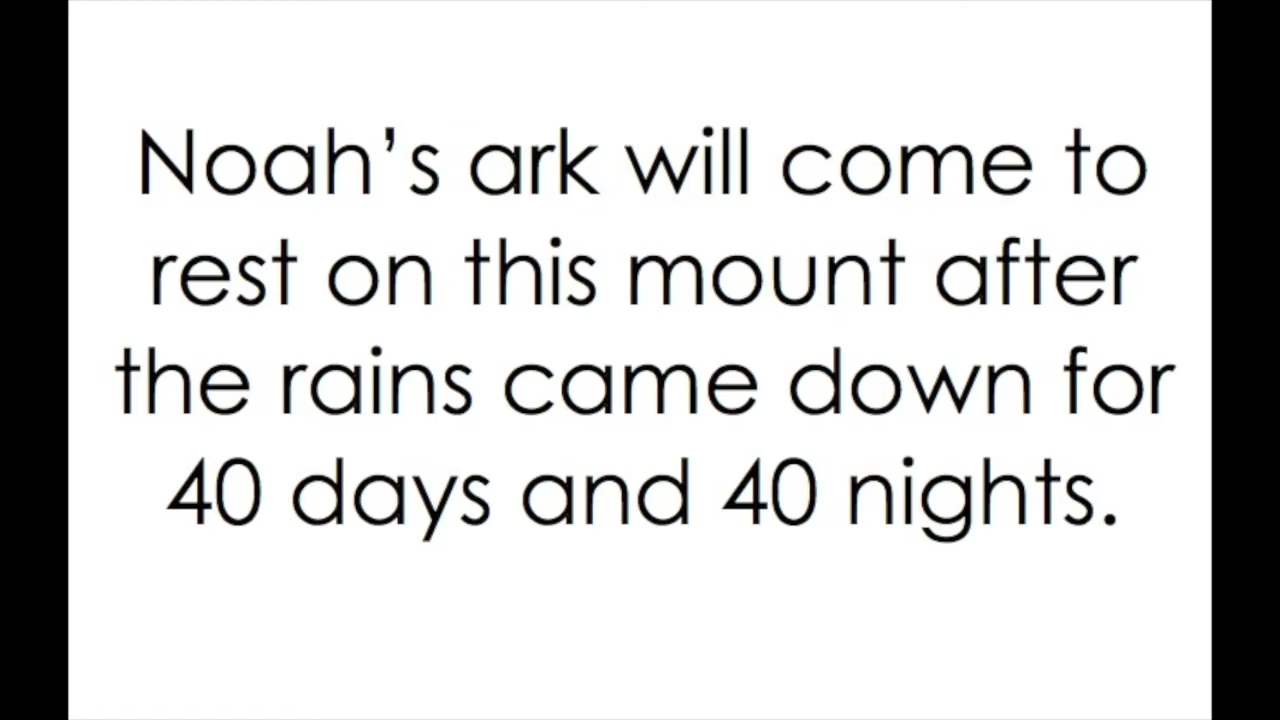 Noah’s ark will come to
rest on this mount after
the rains came down for
40 days and 40 nights.